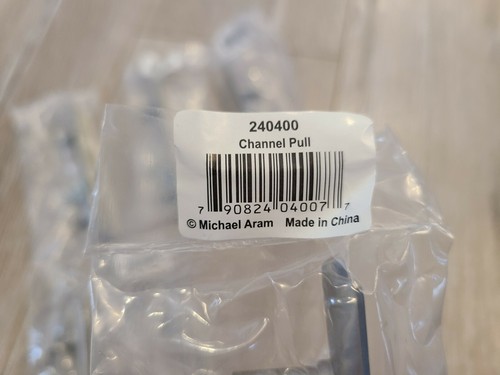 240400
Channel Pull
7 90824 04007 7
© Michael Aram Made in China